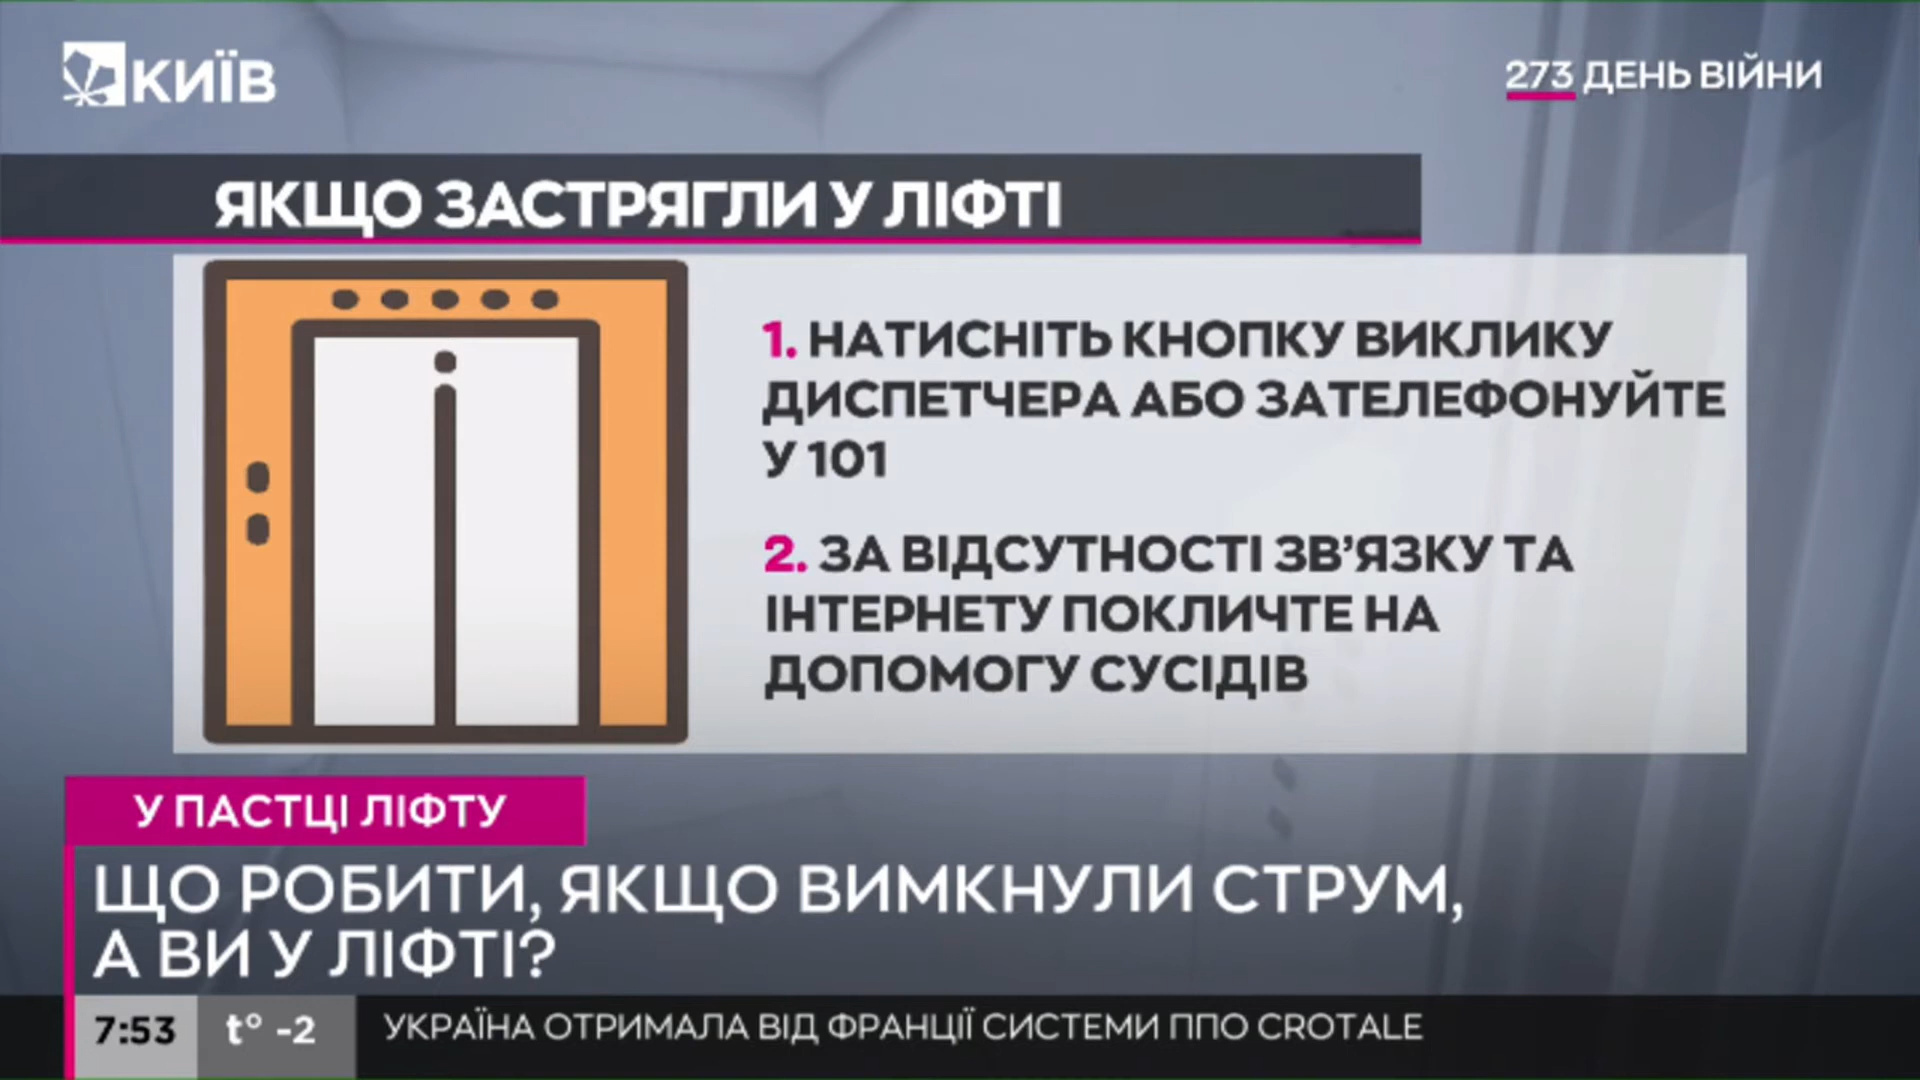 КИЇВ
273 ДЕНЬ ВІЙНИ
ЯКЩО ЗАСТРЯГЛИ У ЛІФТІ
1. НАТИСНІТЬ КНОПКУ ВИКЛИКУ
ДИСПЕТЧЕРА АБО ЗАТЕЛЕФОНУЙТЕ
У 101
2. ЗА ВІДСУТНОСТІ ЗВ’ЯЗКУ ТА
ІНТЕРНЕТУ ПОКЛИЧТЕ НА
ДОПОМОГУ СУСІДІВ
У ПАСТЦІ ЛІФТУ
ЩО РОБИТИ, ЯКЩО ВИМКНУЛИ СТРУМ,
А ВИ У ЛІФТІ?
7:53 t° -2 УКРАЇНА ОТРИМАЛА ВІД ФРАНЦІЇ СИСТЕМИ ППО CROTALE